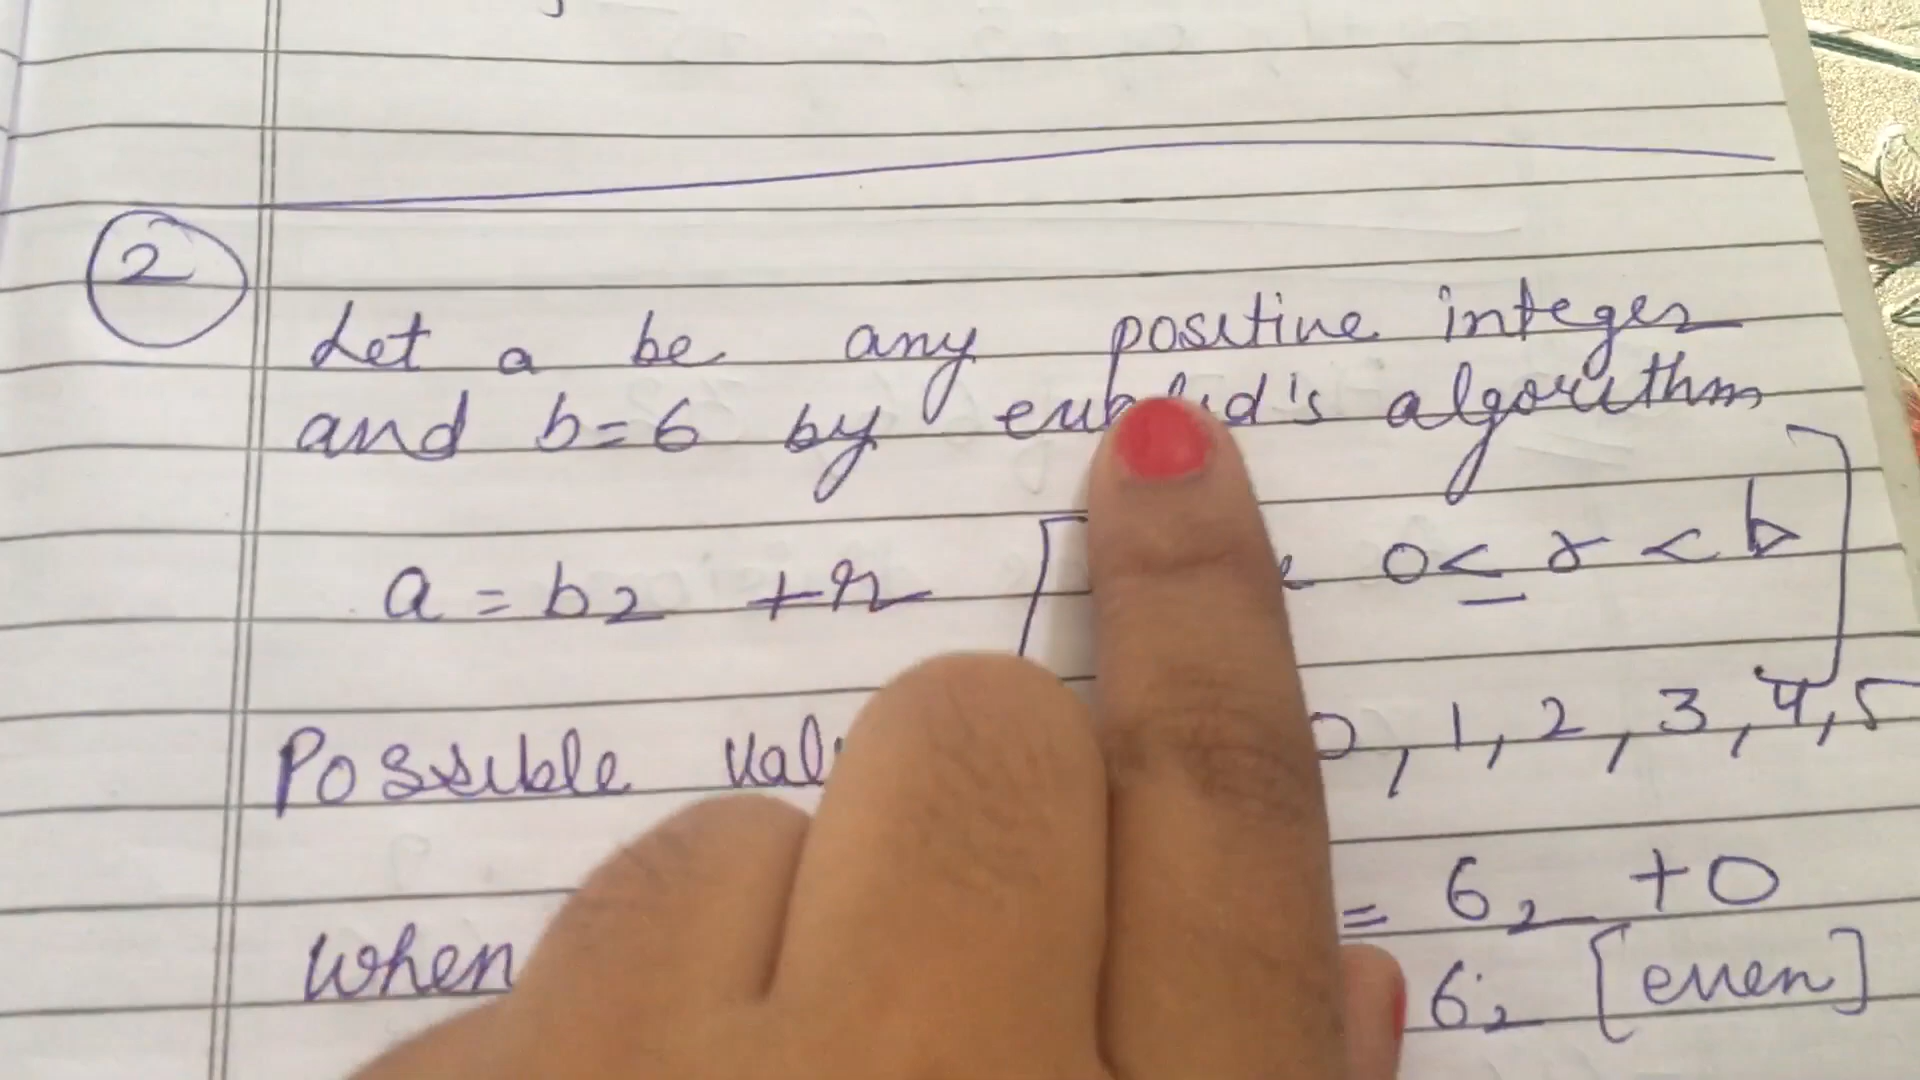 2
Let a be any positive integer
and b=6 by euclid's algorithm
a = bq + r [ 0 ≤ r < b ]
Possible 0, 1, 2, 3, 4, 5
when = 6q + 0
6q [even]